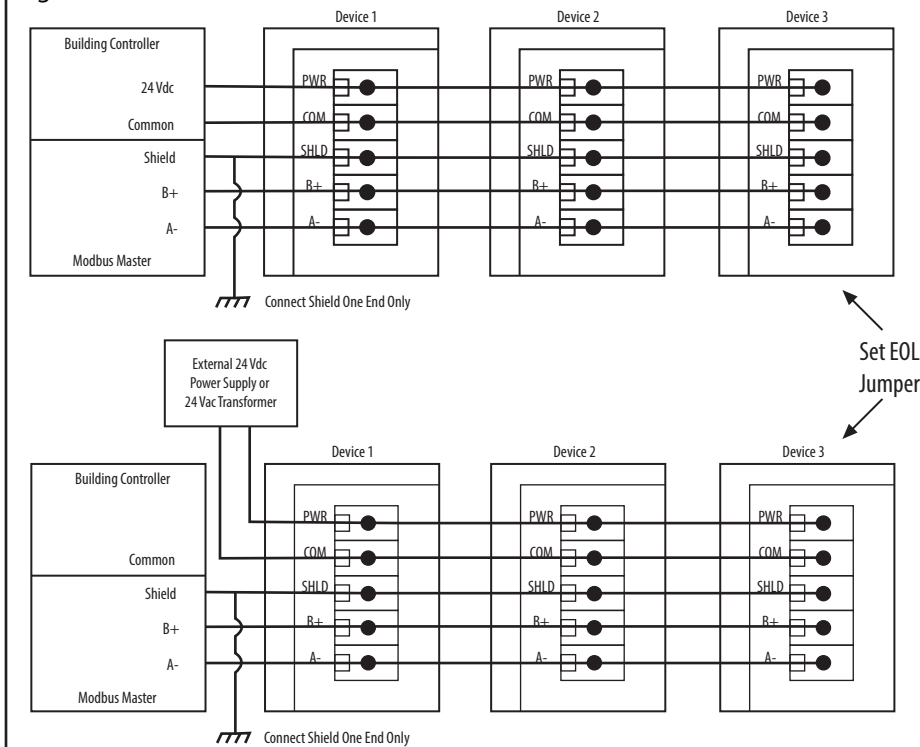 Device 1
Device 2
Device 3
Building Controller
24 Vdc
Common
Shield
B+
A-
Modbus Master
PWR
COM
SHLD
B+
A-
PWR
COM
SHLD
B+
A-
PWR
COM
SHLD
B+
A-
Connect Shield One End Only
Set EOL
Jumper
External 24 Vdc
Power Supply or
24 Vac Transformer
Device 1
Device 2
Device 3
Building Controller
Common
Shield
B+
A-
Modbus Master
PWR
COM
SHLD
B+
A-
PWR
COM
SHLD
B+
A-
PWR
COM
SHLD
B+
A-
Connect Shield One End Only